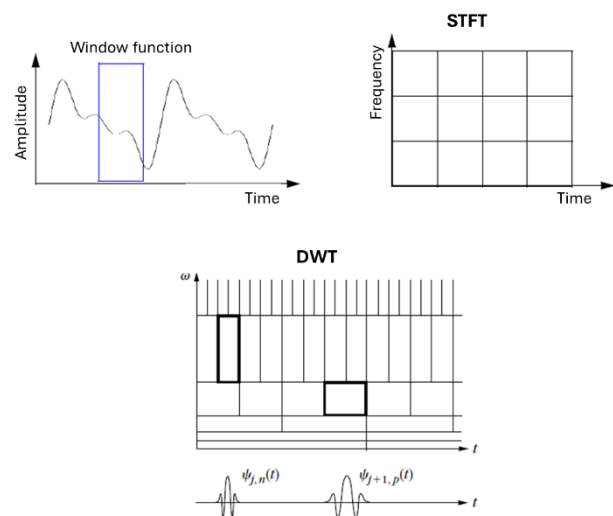 STFT
Window function
Amplitude
Time
Frequency
Time
DWT
ω
t
ψj,n(t)
ψj+1,p(t)
t